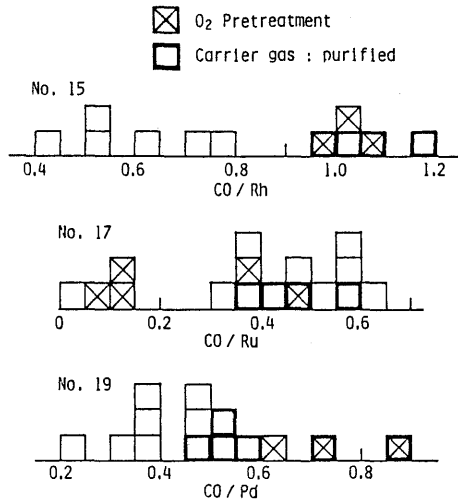 O₂ Pretreatment
Carrier gas : purified
No. 15
0.4 0.6 0.8 1.0 1.2
CO / Rh
No. 17
0 0.2 0.4 0.6
CO / Ru
No. 19
0.2 0.4 0.6 0.8
CO / Pd